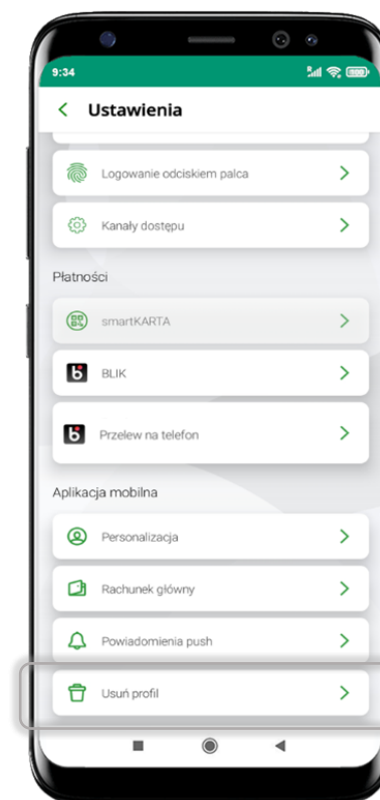 9:34
Ustawienia
Logowanie odciskiem palca
Kanały dostępu
Płatności
smartKARTA
BLIK
Przelew na telefon
Aplikacja mobilna
Personalizacja
Rachunek główny
Powiadomienia push
Usuń profil